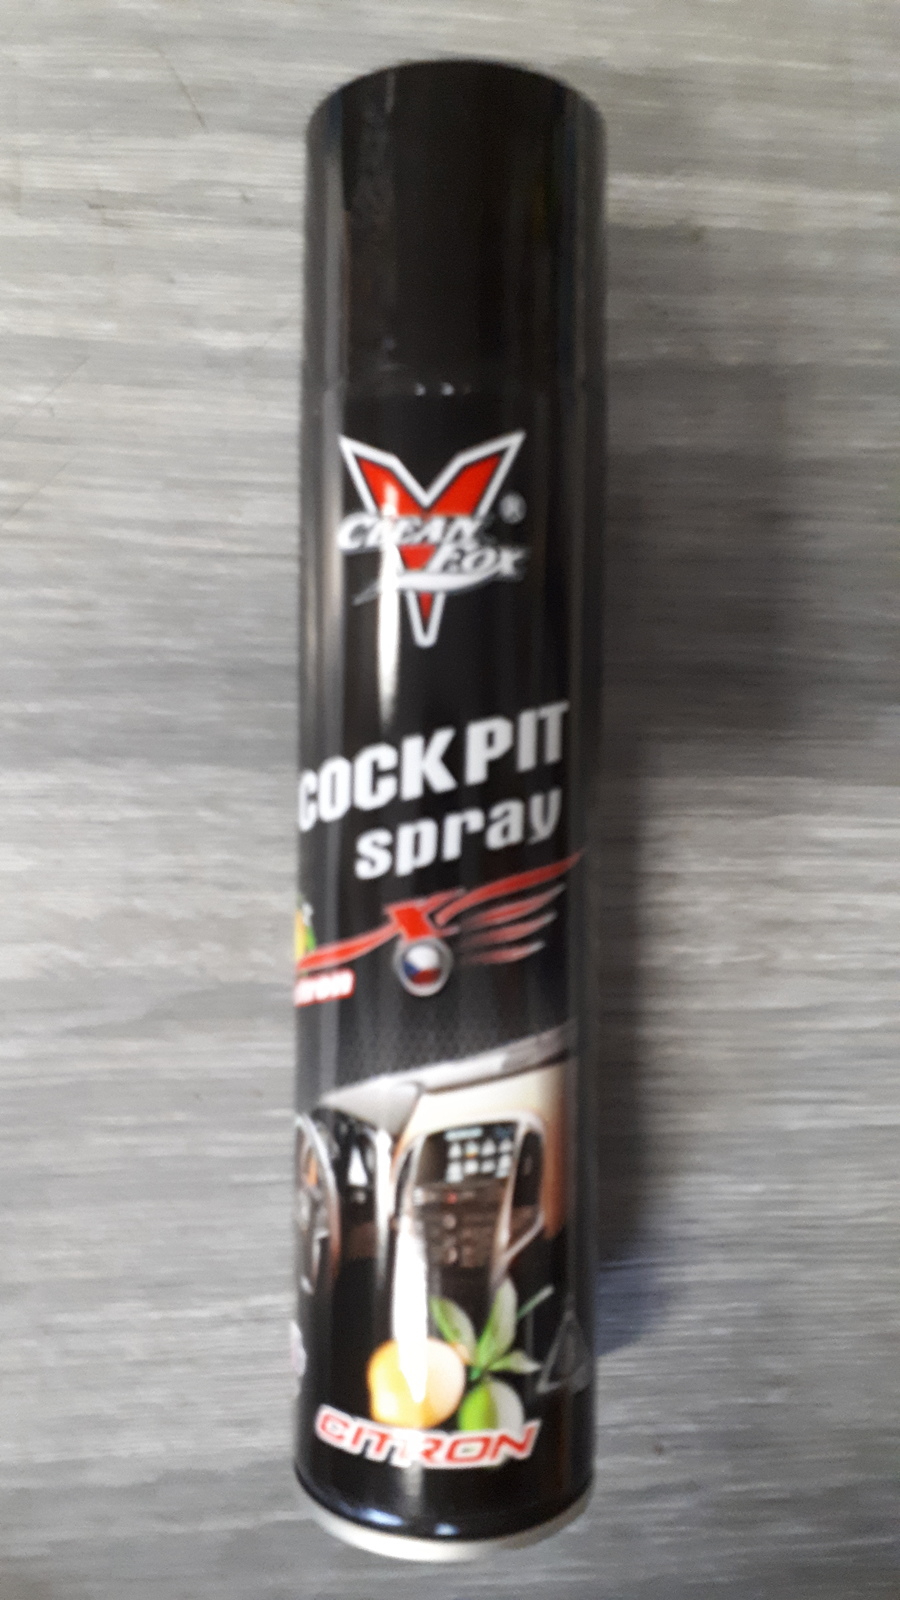 CLEAN
FOX
®
COCKPIT
spray
CITRON